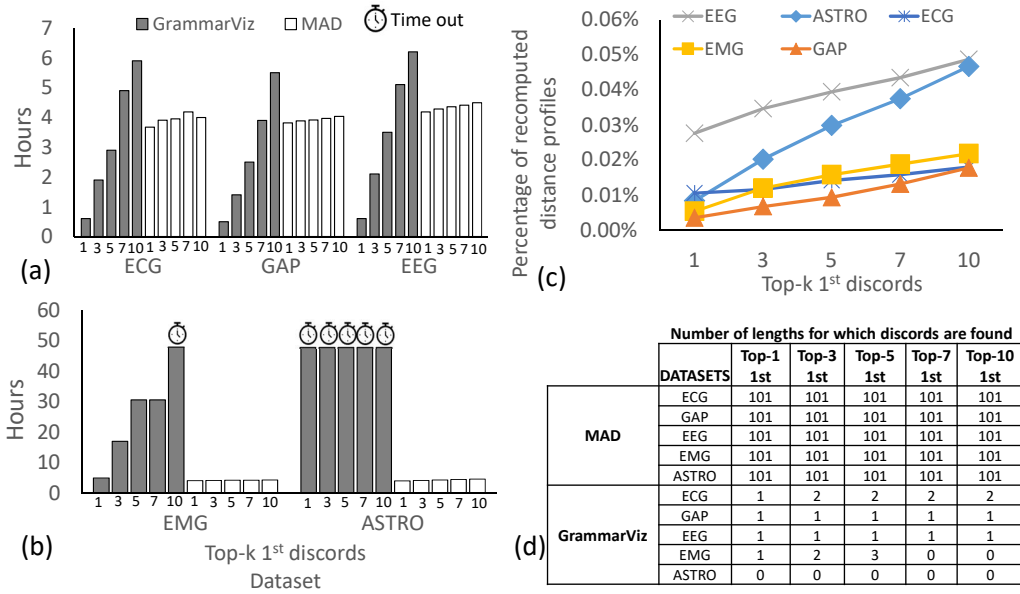 GrammarViz MAD Time out
Hours
7
6
5
4
3
2
1
0
1 3 5 7 10 1 3 5 7 10 1 3 5 7 10 1 3 5 7 10 1 3 5 7 10 1 3 5 7 10
ECG GAP EEG
(a)
Hours
60
50
40
30
20
10
0
1 3 5 7 10 1 3 5 7 10 1 3 5 7 10 1 3 5 7 10
EMG ASTRO
(b)
Top-k 1st discords
Dataset
Percentage of recomputed
distance profiles
0.06%
0.05%
0.04%
0.03%
0.02%
0.01%
0.00%
EEG ASTRO ECG
EMG GAP
1 3 5 7 10
(c)
Top-k 1st discords
Number of lengths for which discords are found
DATASETS Top-1 1st Top-3 1st Top-5 1st Top-7 1st Top-10 1st
MAD
ECG 101 101 101 101 101
GAP 101 101 101 101 101
EEG 101 101 101 101 101
EMG 101 101 101 101 101
ASTRO 101 101 101 101 101
GrammarViz
ECG 1 2 2 2 2
GAP 1 1 1 1 1
EEG 1 1 1 1 1
EMG 1 2 3 0 0
ASTRO 0 0 0 0 0
(d)